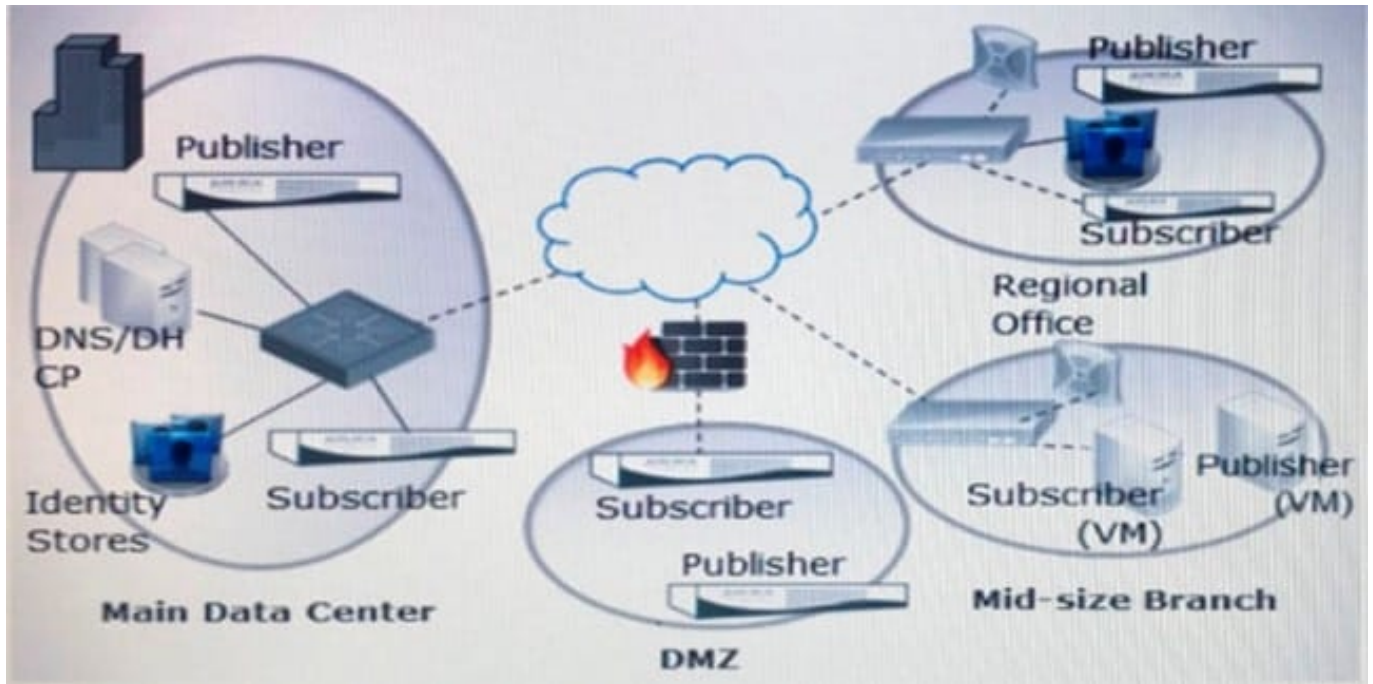 Publisher
DNS/DH
CP
Identity
Stores
Subscriber
Main Data Center
Subscriber
Publisher
DMZ
Publisher
Subscriber
Regional
Office
Subscriber
(VM)
Publisher
(VM)
Mid-size Branch